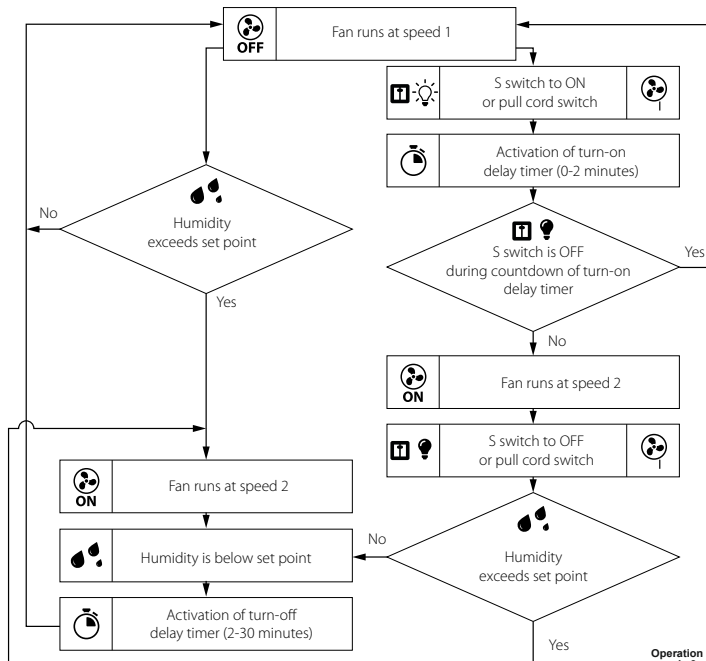 Fan runs at speed 1
OFF
S switch to ON
or pull cord switch
Activation of turn-on
delay timer (0-2 minutes)
No
Humidity
exceeds set point
S switch is OFF
during countdown of turn-on
delay timer
Yes
Yes
No
Fan runs at speed 2
ON
S switch to OFF
or pull cord switch
Fan runs at speed 2
ON
No
Humidity is below set point
Humidity
exceeds set point
Activation of turn-off
delay timer (2-30 minutes)
Yes
Operation